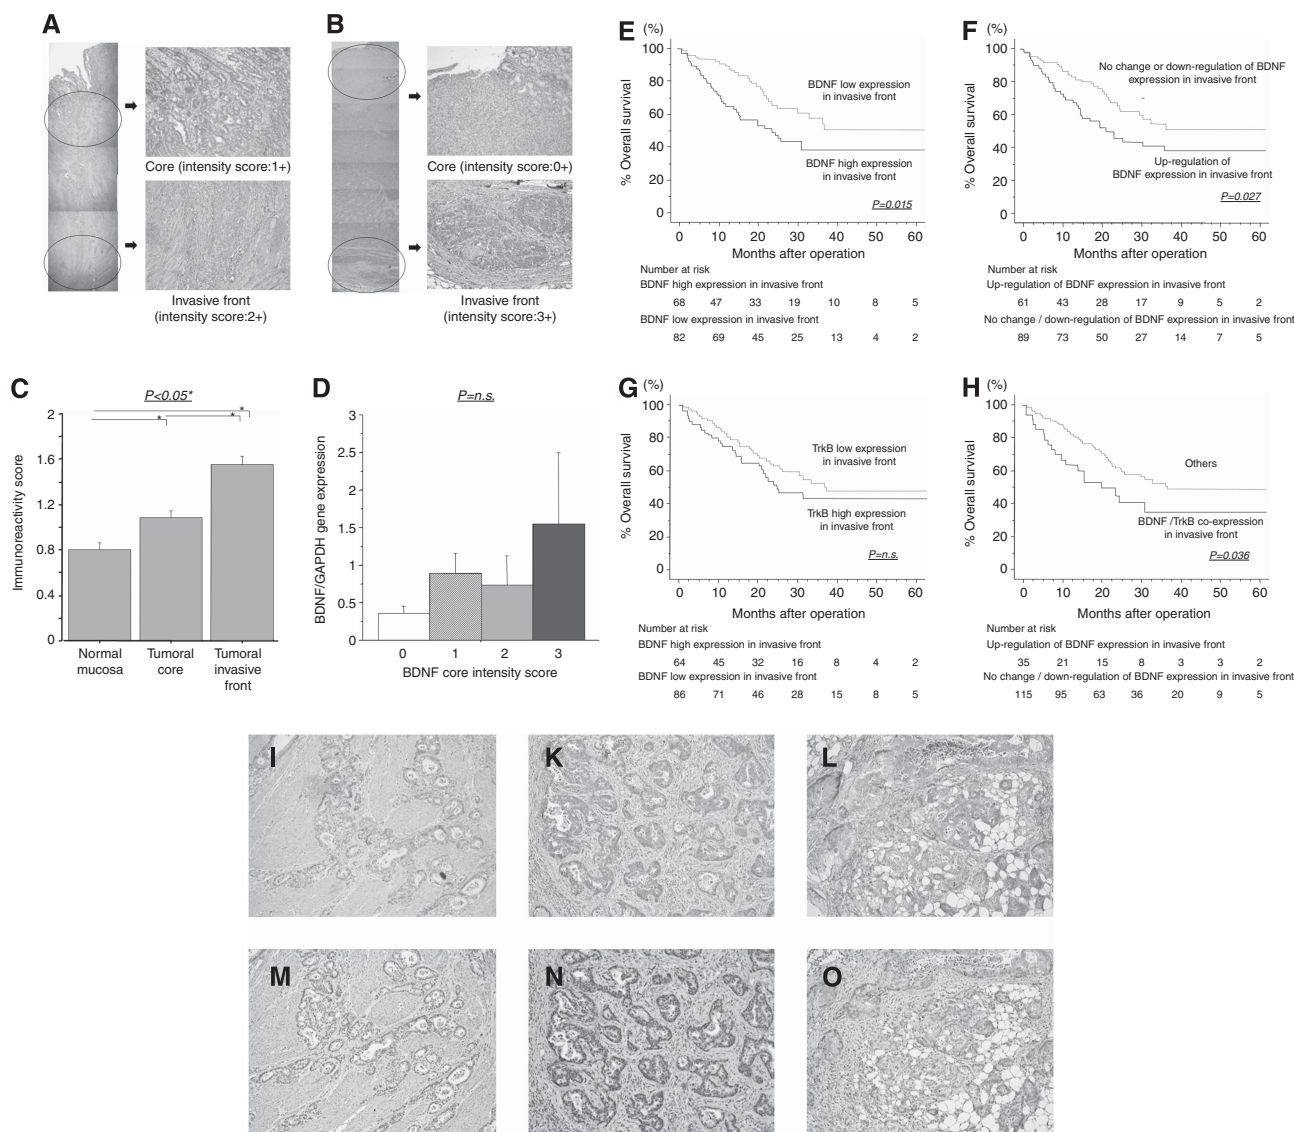 A
Core (intensity score:1+)
Invasive front
(intensity score:2+)
B
Core (intensity score:0+)
Invasive front
(intensity score:3+)
C
P<0.05*
Immunoreactivity score
2
1.6
1.2
0.8
0.4
0
* * *
Normal
mucosa
Tumoral
core
Tumoral
invasive
front
D
P=n.s.
BDNF/GAPDH gene expression
3
2.5
2
1.5
1
0.5
0
0 1 2 3
BDNF core intensity score
E (%)
% Overall survival
100
80
60
40
20
0
BDNF low expression
in invasive front
BDNF high expression
in invasive front
P=0.015
0 10 20 30 40 50 60
Months after operation
Number at risk
BDNF high expression in invasive front
68 47 33 19 10 8 5
BDNF low expression in invasive front
82 69 45 25 13 4 2
F (%)
% Overall survival
100
80
60
40
20
0
No change or down-regulation of BDNF
expression in invasive front
Up-regulation of
BDNF expression in invasive front
P=0.027
0 10 20 30 40 50 60
Months after operation
Number at risk
Up-regulation of BDNF expression in invasive front
61 43 28 17 9 5 2
No change / down-regulation of BDNF expression in invasive front
89 73 50 27 14 7 5
G (%)
% Overall survival
100
80
60
40
20
0
TrkB low expression
in invasive front
TrkB high expression
in invasive front
P=n.s.
0 10 20 30 40 50 60
Months after operation
Number at risk
BDNF high expression in invasive front
64 45 32 16 8 4 2
BDNF low expression in invasive front
86 71 46 28 15 8 5
H (%)
% Overall survival
100
80
60
40
20
0
Others
BDNF /TrkB co-expression
in invasive front
P=0.036
0 10 20 30 40 50 60
Months after operation
Number at risk
Up-regulation of BDNF expression in invasive front
35 21 15 8 3 3 2
No change / down-regulation of BDNF expression in invasive front
115 95 63 36 20 9 5
I
K
L
M
N
O